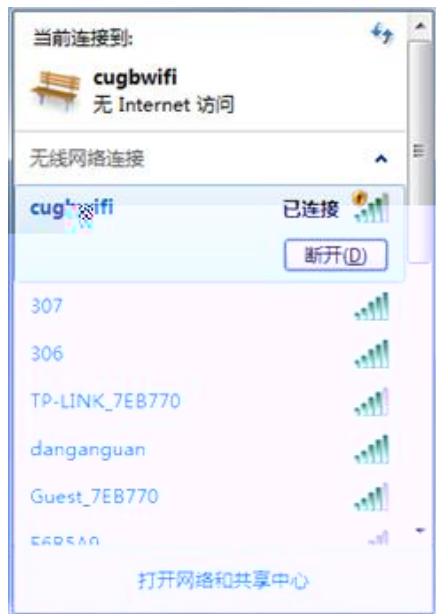 当前连接到:
cugbwifi
无 Internet 访问
无线网络连接
cugbwifi 已连接
断开(D)
307
306
TP-LINK_7EB770
danganguan
Guest_7EB770
打开网络和共享中心